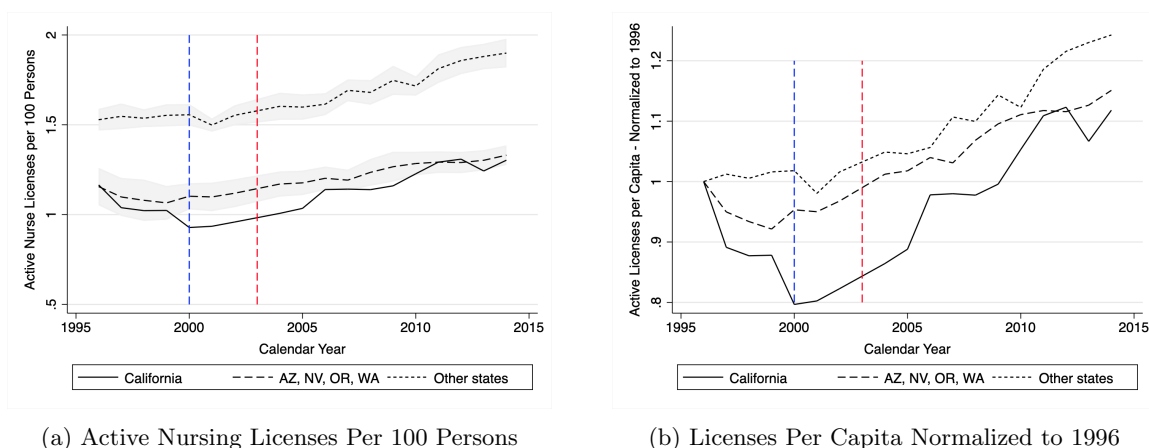 Active Nurse Licenses per 100 Persons
2
1.5
1
.5
1995
2000
2005
2010
2015
Calendar Year
California
AZ, NV, OR, WA
Other states
(a) Active Nursing Licenses Per 100 Persons
Active Licenses per Capita - Normalized to 1996
1.2
1.1
1
.9
.8
1995
2000
2005
2010
2015
Calendar Year
California
AZ, NV, OR, WA
Other states
(b) Licenses Per Capita Normalized to 1996